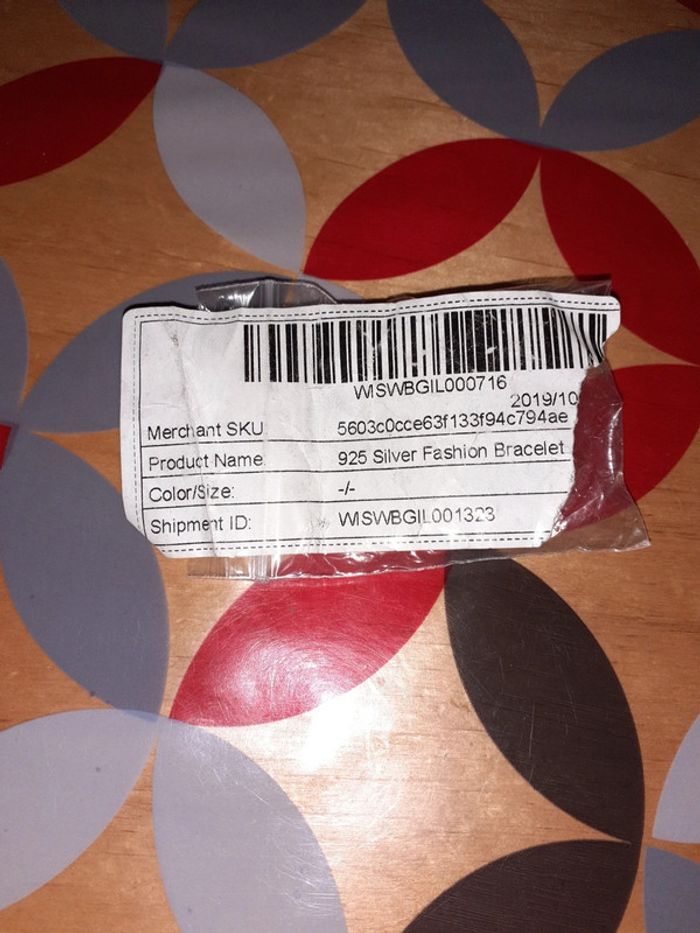 WISWBGIL000716
2019/10
Merchant SKU: 5603c0cce63f133f94c794ae
Product Name: 925 Silver Fashion Bracelet
Color/Size: -/-
Shipment ID: WISWBGIL001323